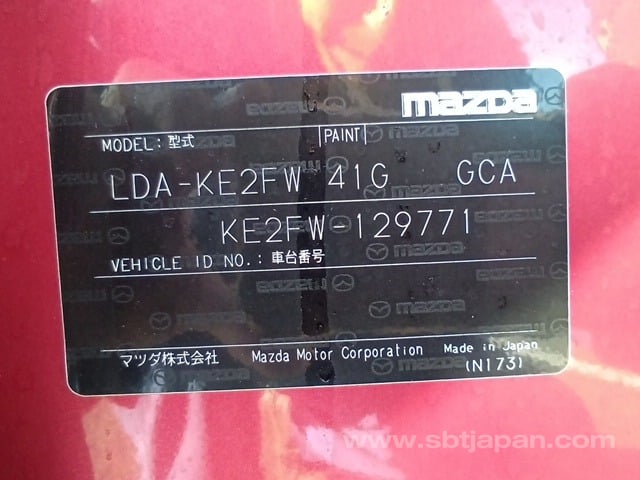 mazda
MODEL: 型式 PAINT
LDA-KE2FW 41G GCA
KE2FW-129771
VEHICLE ID NO.: 車台番号
mazda
マツダ株式会社 Mazda Motor Corporation Made in Japan
(N173)
www.sbtjapan.com